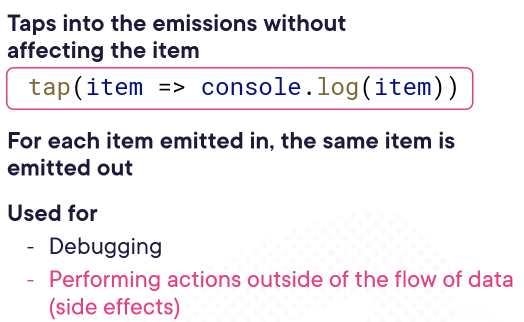 Taps into the emissions without
affecting the item
tap(item => console.log(item))
For each item emitted in, the same item is
emitted out
Used for
- Debugging
- Performing actions outside of the flow of data
(side effects)